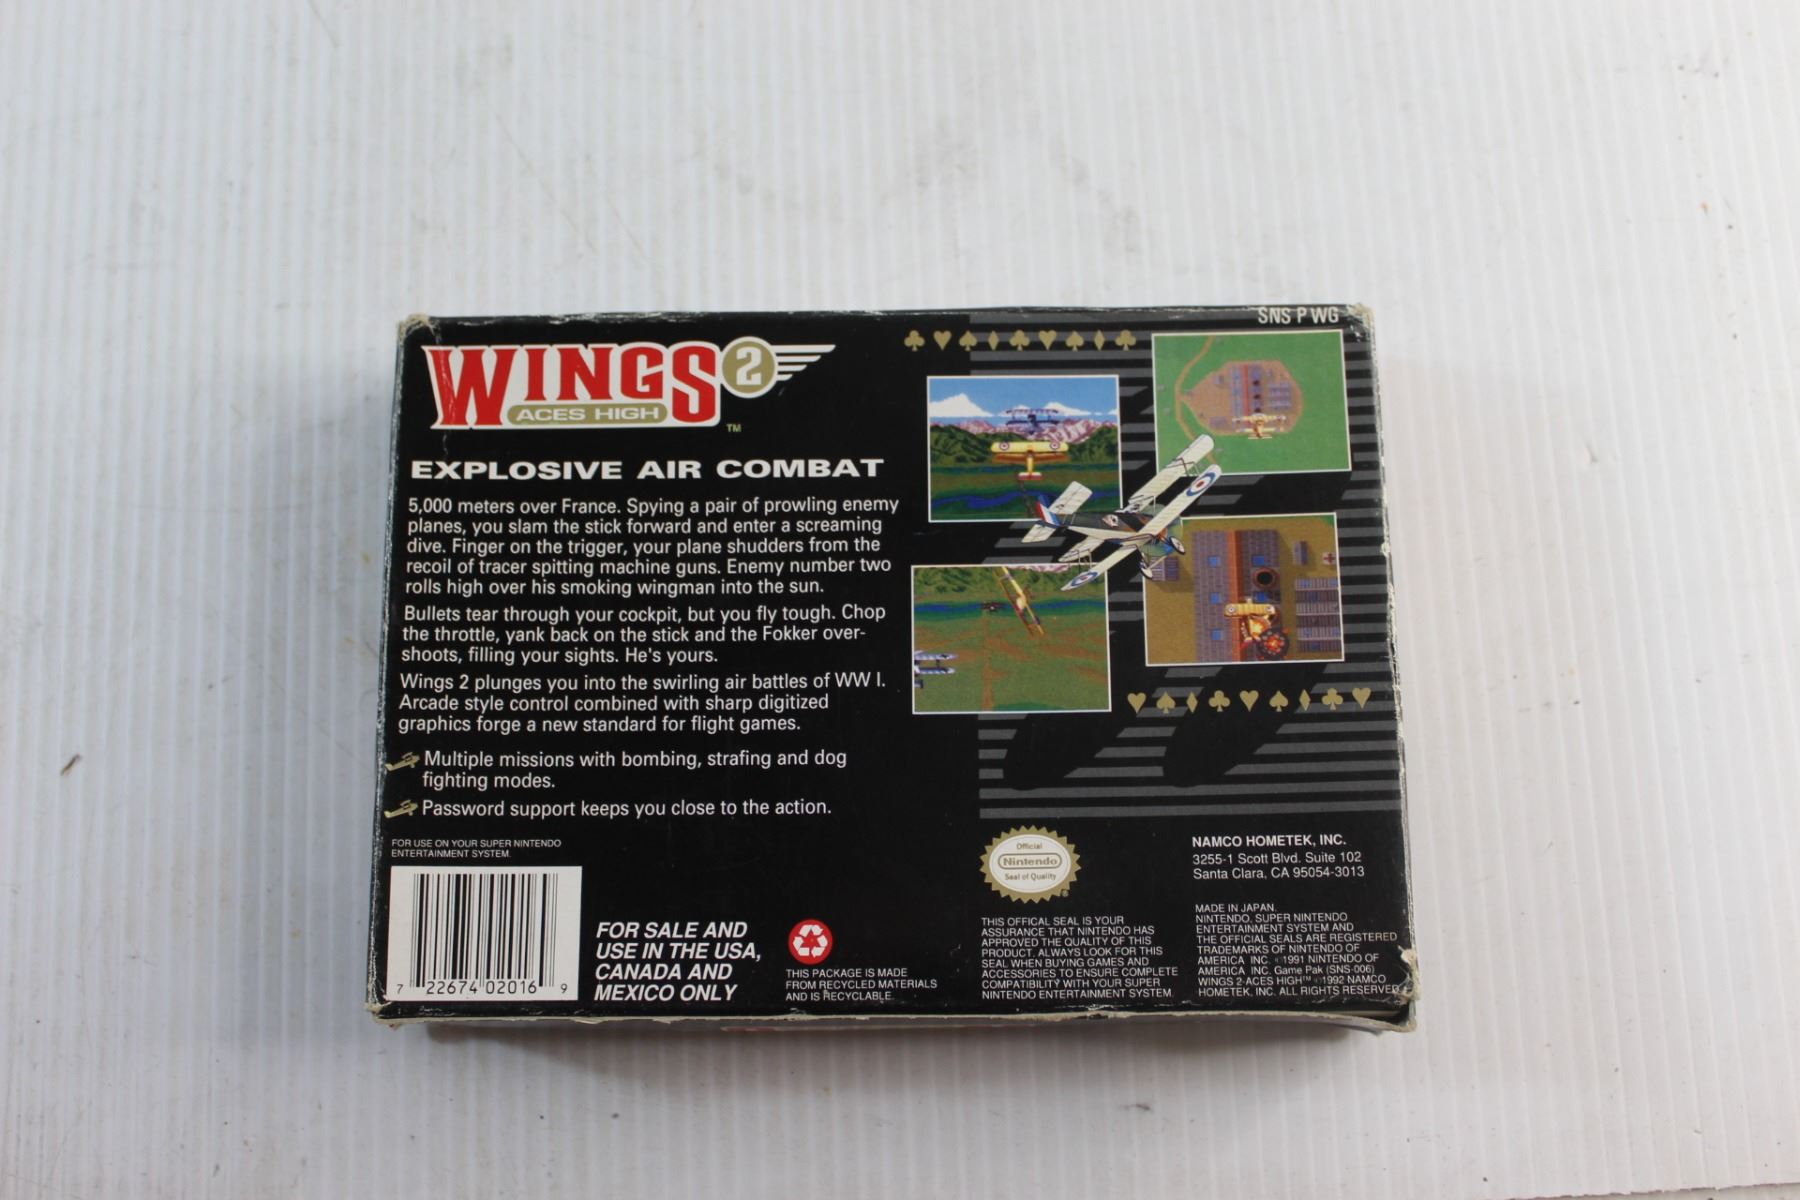 SNS P WG
WINGS 2
ACES HIGH
TM
EXPLOSIVE AIR COMBAT
5,000 meters over France. Spying a pair of prowling enemy
planes, you slam the stick forward and enter a screaming
dive. Finger on the trigger, your plane shudders from the
recoil of tracer spitting machine guns. Enemy number two
rolls high over his smoking wingman into the sun.
Bullets tear through your cockpit, but you fly tough. Chop
the throttle, yank back on the stick and the Fokker over-
shoots, filling your sights. He's yours.
Wings 2 plunges you into the swirling air battles of WW I.
Arcade style control combined with sharp digitized
graphics forge a new standard for flight games.
Multiple missions with bombing, strafing and dog
fighting modes.
Password support keeps you close to the action.
FOR USE ON YOUR SUPER NINTENDO
ENTERTAINMENT SYSTEM.
7 22674 02016 9
FOR SALE AND
USE IN THE USA,
CANADA AND
MEXICO ONLY
THIS PACKAGE IS MADE
FROM RECYCLED MATERIALS
AND IS RECYCLABLE.
Official
Nintendo
Seal of Quality
®
THIS OFFICAL SEAL IS YOUR
ASSURANCE THAT NINTENDO HAS
APPROVED THE QUALITY OF THIS
PRODUCT. ALWAYS LOOK FOR THIS
SEAL WHEN BUYING GAMES AND
ACCESSORIES TO ENSURE COMPLETE
COMPATIBILITY WITH YOUR SUPER
NINTENDO ENTERTAINMENT SYSTEM.
NAMCO HOMETEK, INC.
3255-1 Scott Blvd. Suite 102
Santa Clara, CA 95054-3013
MADE IN JAPAN.
NINTENDO, SUPER NINTENDO
ENTERTAINMENT SYSTEM AND
THE OFFICIAL SEALS ARE REGISTERED
TRADEMARKS OF NINTENDO OF
AMERICA INC. ©1991 NINTENDO OF
AMERICA INC. Game Pak (SNS-006)
WINGS 2-ACES HIGH™ ©1992 NAMCO
HOMETEK, INC. ALL RIGHTS RESERVED.